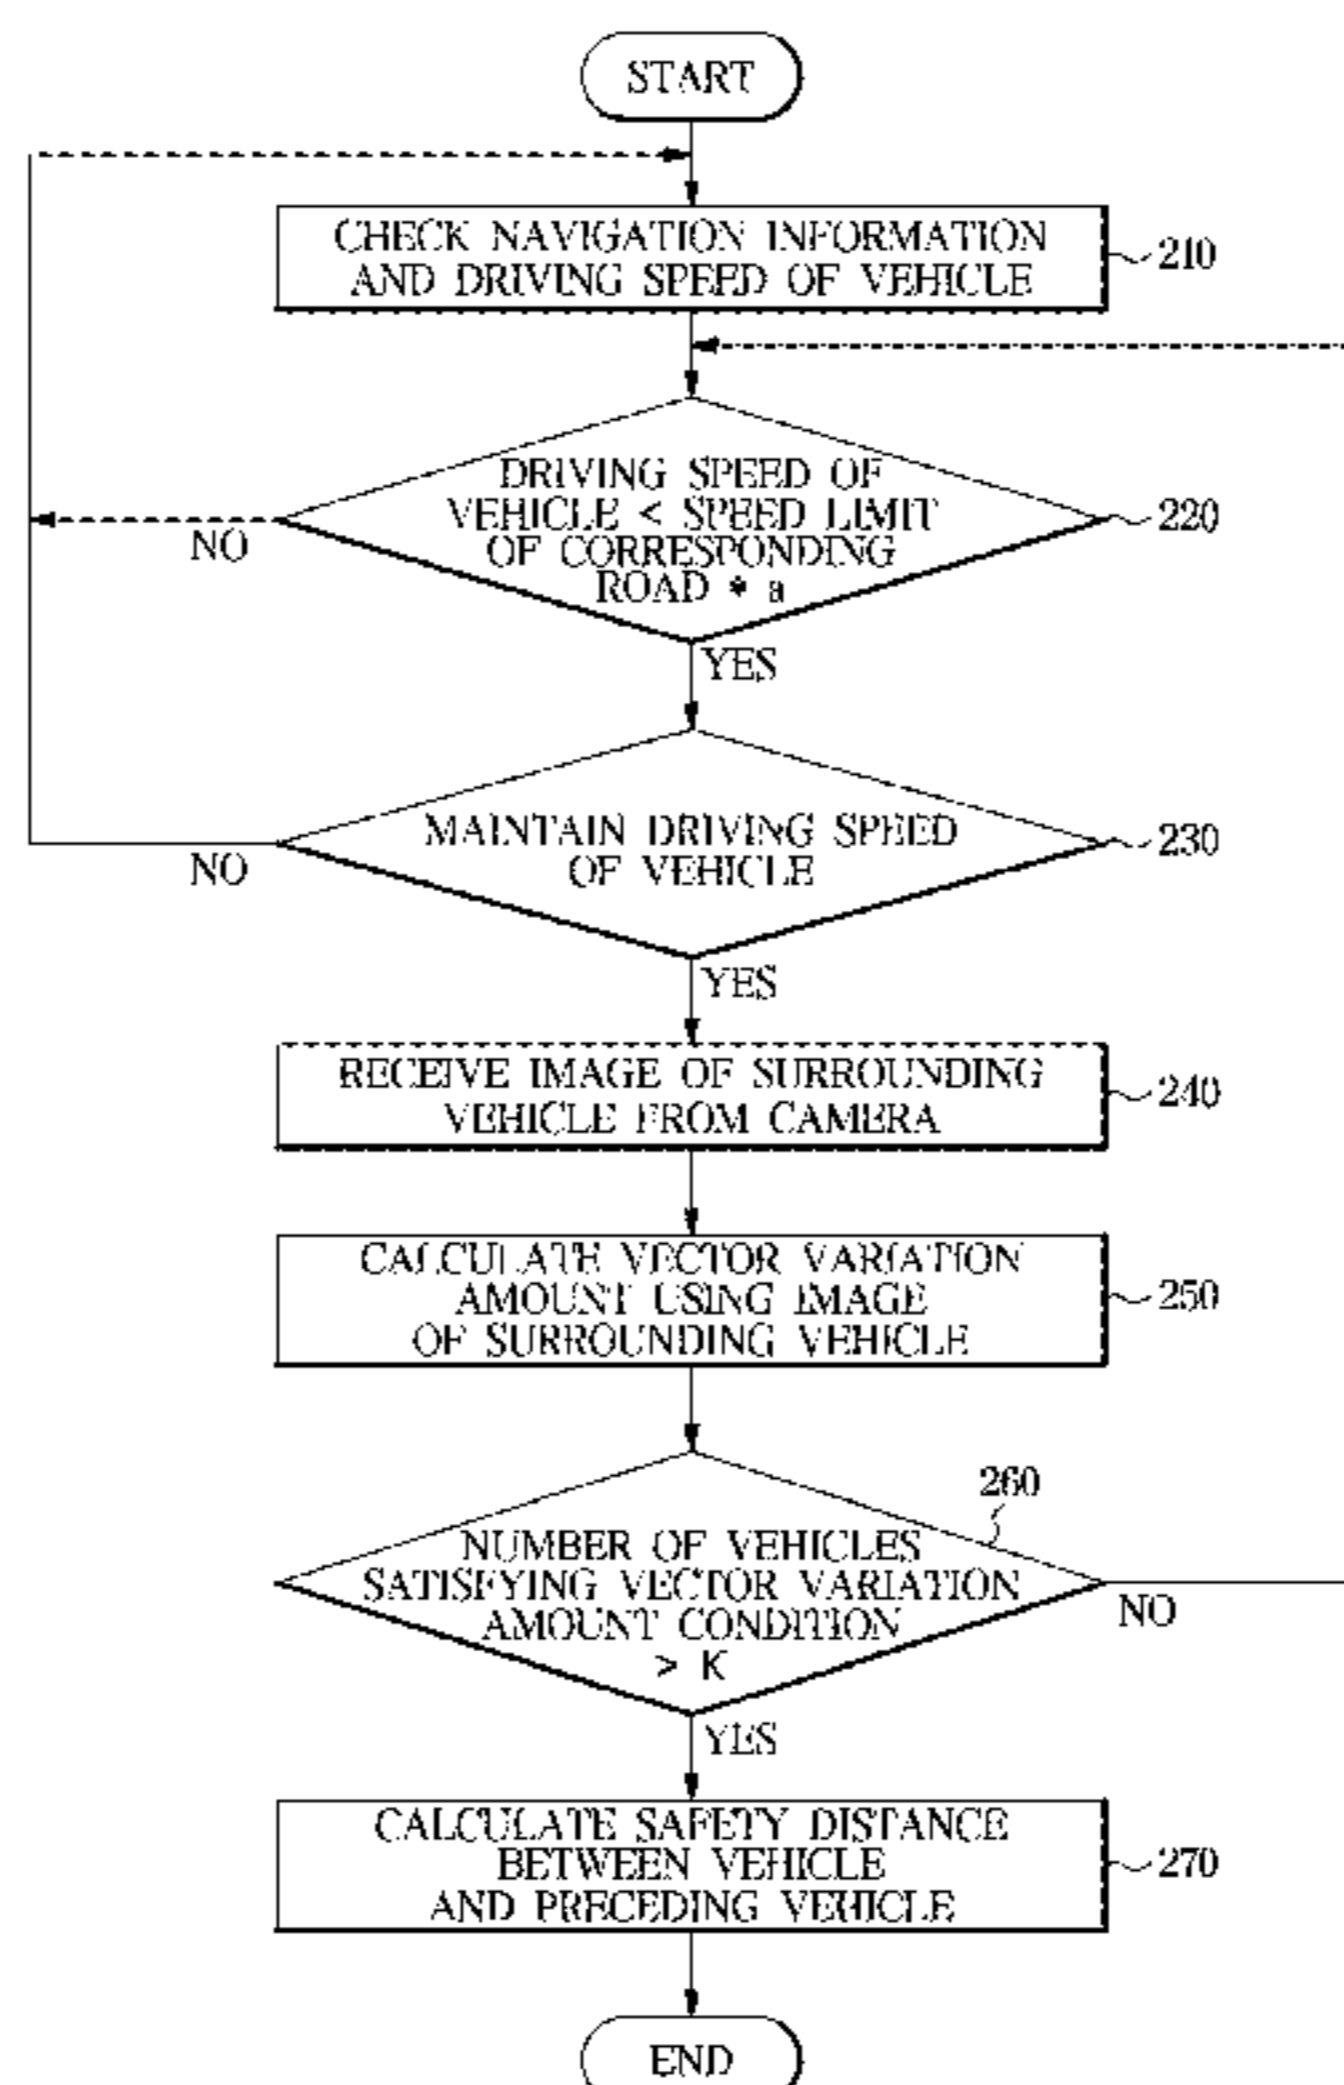 START
CHECK NAVIGATION INFORMATION
AND DRIVING SPEED OF VEHICLE
210
DRIVING SPEED OF
VEHICLE < SPEED LIMIT
OF CORRESPONDING
ROAD * a
220
NO
YES
MAINTAIN DRIVING SPEED
OF VEHICLE
230
NO
YES
RECEIVE IMAGE OF SURROUNDING
VEHICLE FROM CAMERA
240
CALCULATE VECTOR VARIATION
AMOUNT USING IMAGE
OF SURROUNDING VEHICLE
250
260
NUMBER OF VEHICLES
SATISFYING VECTOR VARIATION
AMOUNT CONDITION
> K
NO
YES
CALCULATE SAFETY DISTANCE
BETWEEN VEHICLE
AND PRECEDING VEHICLE
270
END